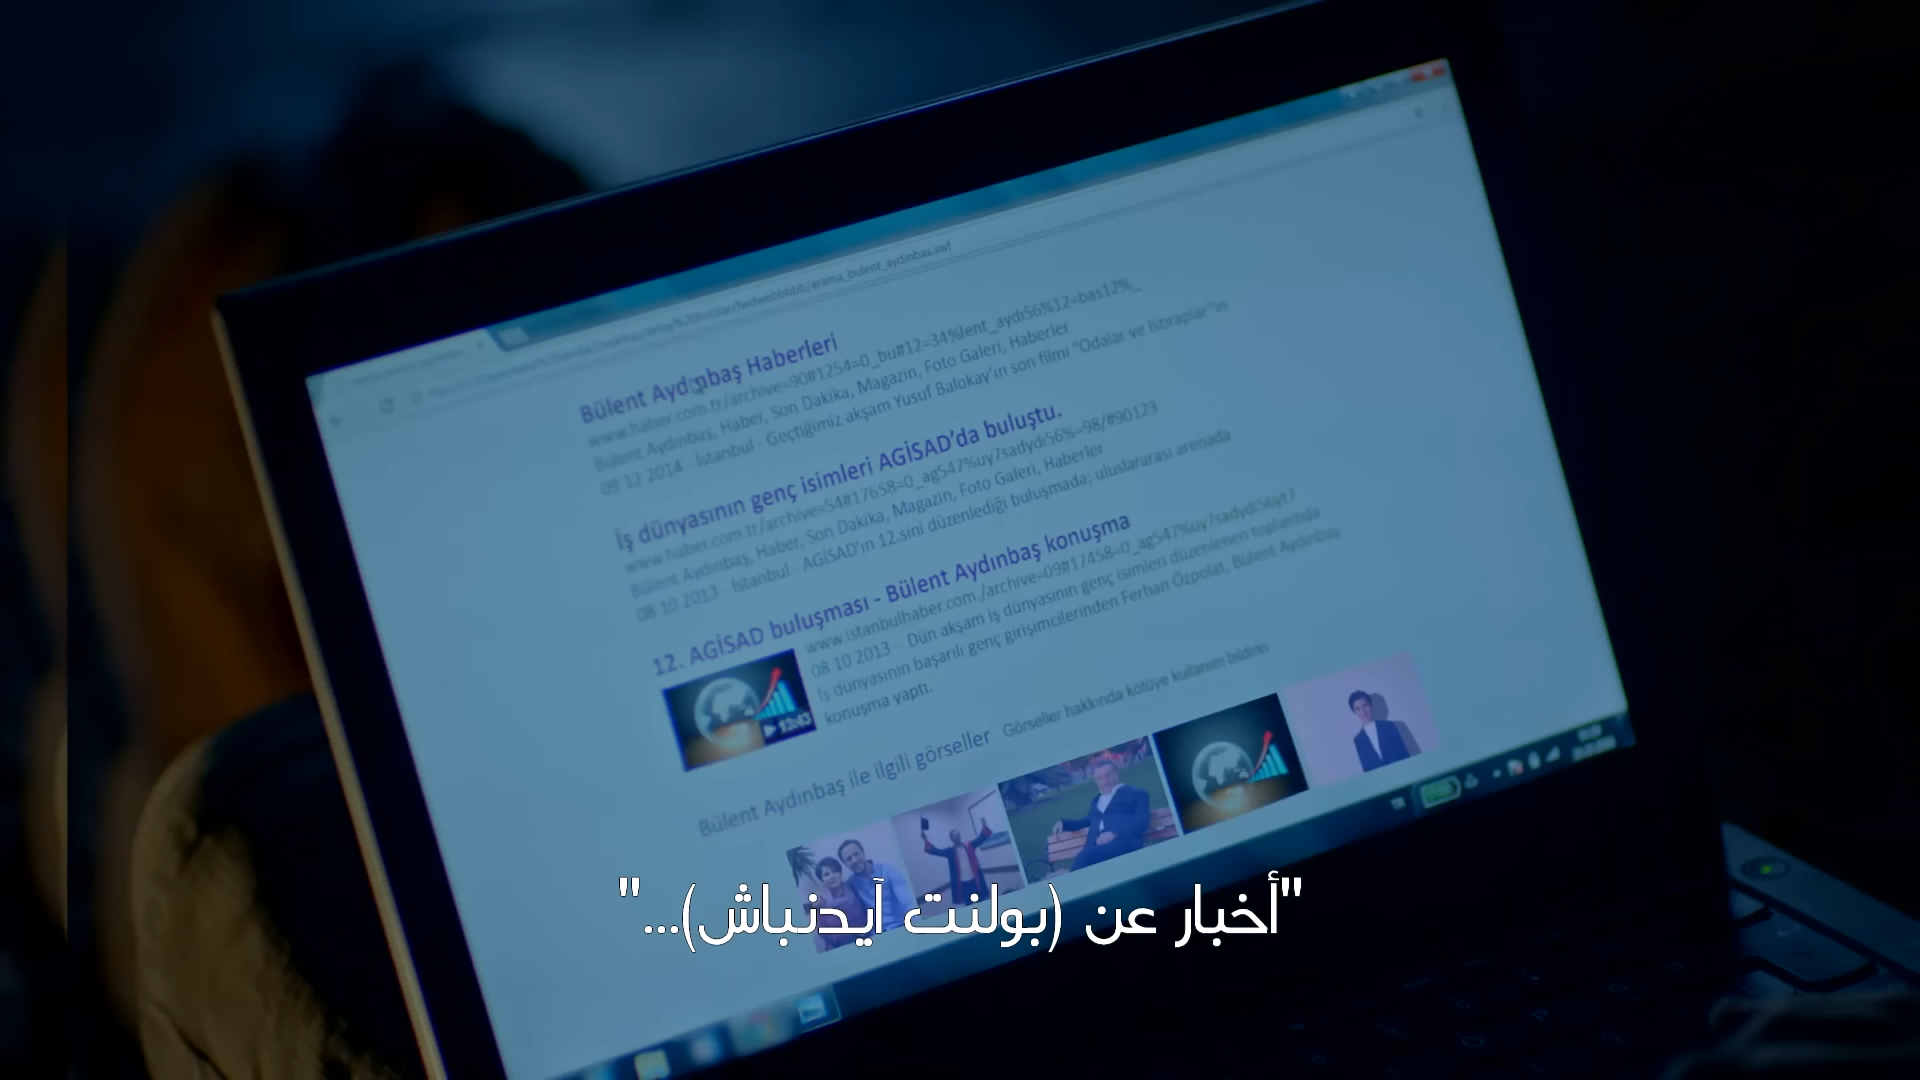 arama_bulent_aydinbas.swf
Bülent Aydınbaş Haberleri
www.haber.com.tr/archive=90#1254=0_bu#12=34%lent_aydi56%12=bas12%_
Bülent Aydınbaş, Haber, Son Dakika, Magazin, Foto Galeri, Haberler
09 12 2014 - İstanbul - Geçtiğimiz akşam Yusuf Balokay'ın son filmi "Odalar ve Istıraplar"ın
İş dünyasının genç isimleri AGİSAD'da buluştu.
www.haber.com.tr/archive=54#17658=0_ag547%uy7sadydi56%=98/#90123
Bülent Aydınbaş, Haber, Son Dakika, Magazin, Foto Galeri, Haberler
08 10 2013 - İstanbul - AGİSAD'ın 12.sini düzenlediği buluşmada; uluslararası arenada
12. AGİSAD buluşması - Bülent Aydınbaş konuşma
www.istanbulhaber.com./archive=09#17458=0_ag547%uy7sadydi56yt7
08 10 2013 - Dün akşam iş dünyasının genç isimleri düzenlenen toplantıda
İş dünyasının başarılı genç girişimcilerinden Ferhan Özpolat, Bülent Aydınbaş
konuşma yaptı.
13:43
Bülent Aydınbaş ile ilgili görseller Görseller hakkında kötüye kullanım bildirin
TR
"أخبار عن (بولنت آيدنباش)..."